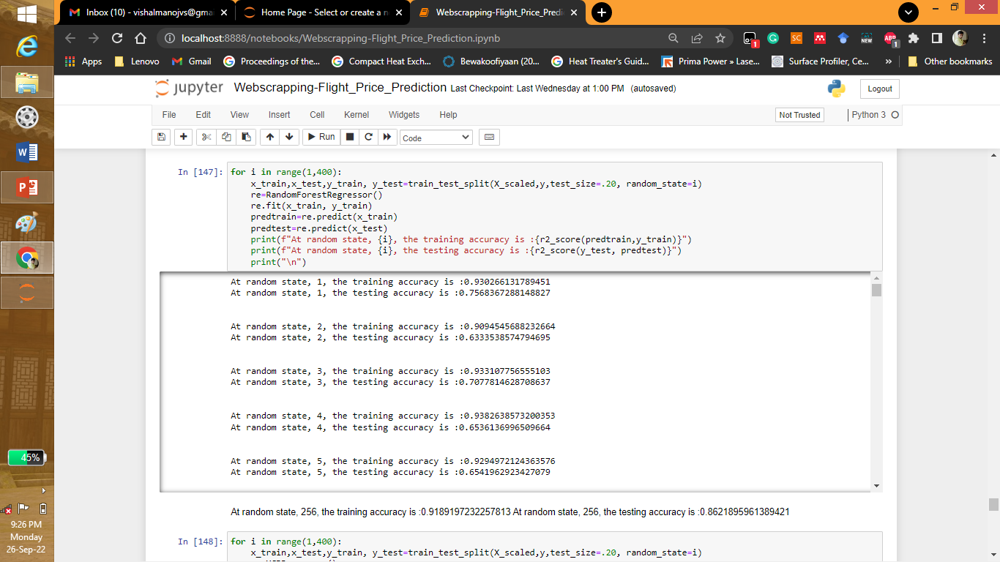 Inbox (10) - vishalmanojvs@gma
Home Page - Select or create a n
Webscrapping-Flight_Price_Predi
localhost:8888/notebooks/Webscrapping-Flight_Price_Prediction.ipynb
Apps
Lenovo
Gmail
Proceedings of the...
Compact Heat Exch...
Bewakoofiyaan (20...
Heat Treater's Guid...
Prima Power » Lase...
Surface Profiler, Ce...
»
Other bookmarks
jupyter Webscrapping-Flight_Price_Prediction Last Checkpoint: Last Wednesday at 1:00 PM (autosaved)
Logout
File Edit View Insert Cell Kernel Widgets Help
Not Trusted
Python 3
Run
Code
In [147]: for i in range(1,400):
x_train,x_test,y_train, y_test=train_test_split(X_scaled,y,test_size=.20, random_state=i)
re=RandomForestRegressor()
re.fit(x_train, y_train)
predtrain=re.predict(x_train)
predtest=re.predict(x_test)
print(f"At random state, {i}, the training accuracy is :{r2_score(predtrain,y_train)}")
print(f"At random state, {i}, the testing accuracy is :{r2_score(y_test, predtest)}")
print("\n")
At random state, 1, the training accuracy is :0.930266131789451
At random state, 1, the testing accuracy is :0.7568367288148827
At random state, 2, the training accuracy is :0.9094545688232664
At random state, 2, the testing accuracy is :0.6333538574794695
At random state, 3, the training accuracy is :0.933107756555103
At random state, 3, the testing accuracy is :0.7077814628708637
At random state, 4, the training accuracy is :0.9382638573200353
At random state, 4, the testing accuracy is :0.6536136996509664
At random state, 5, the training accuracy is :0.9294972124363576
At random state, 5, the testing accuracy is :0.6541962923427079
At random state, 256, the training accuracy is :0.9189197232257813 At random state, 256, the testing accuracy is :0.8621895961389421
In [148]: for i in range(1,400):
x_train,x_test,y_train, y_test=train_test_split(X_scaled,y,test_size=.20, random_state=i)
45%
9:26 PM
Monday
26-Sep-22